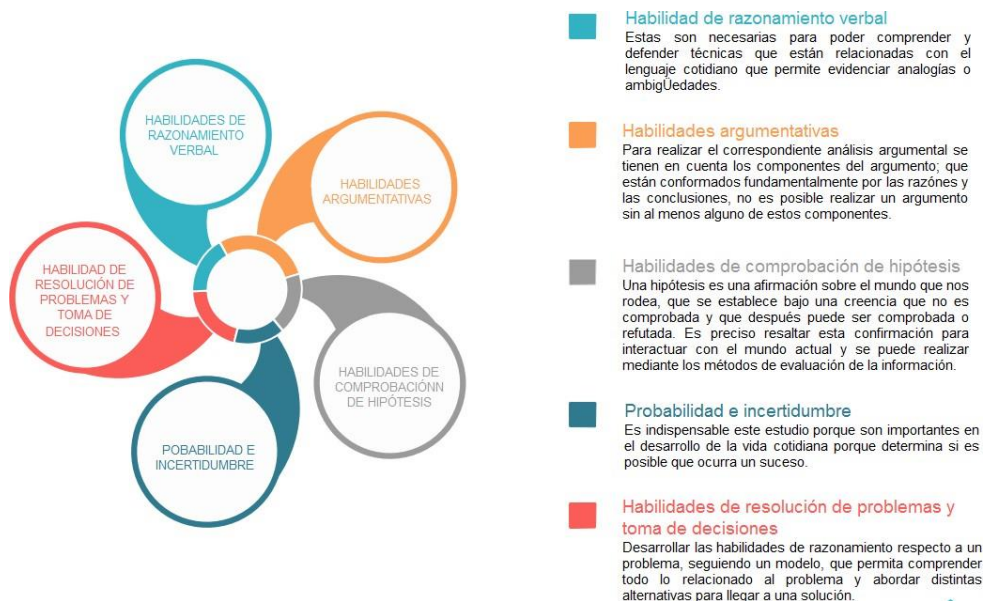 HABILIDADES DE
RAZONAMIENTO
VERBAL
HABILIDADES
ARGUMENTATIVAS
HABILIDAD DE
RESOLUCIÓN DE
PROBLEMAS Y
TOMA DE
DECISIONES
HABILIDADES DE
COMPROBACIÓNN
DE HIPÓTESIS
POBABILIDAD E
INCERTIDUMBRE
Habilidad de razonamiento verbal
Estas son necesarias para poder comprender y
defender técnicas que están relacionadas con el
lenguaje cotidiano que permite evidenciar analogías o
ambigÜedades.
Habilidades argumentativas
Para realizar el correspondiente análisis argumental se
tienen en cuenta los componentes del argumento; que
están conformados fundamentalmente por las razónes y
las conclusiones, no es posible realizar un argumento
sin al menos alguno de estos componentes.
Habilidades de comprobación de hipótesis
Una hipótesis es una afirmación sobre el mundo que nos
rodea, que se establece bajo una creencia que no es
comprobada y que después puede ser comprobada o
refutada. Es preciso resaltar esta confirmación para
interactuar con el mundo actual y se puede realizar
mediante los métodos de evaluación de la información.
Probabilidad e incertidumbre
Es indispensable este estudio porque son importantes en
el desarrollo de la vida cotidiana porque determina si es
posible que ocurra un suceso.
Habilidades de resolución de problemas y
toma de decisiones
Desarrollar las habilidades de razonamiento respecto a un
problema, seguiendo un modelo, que permita comprender
todo lo relacionado al problema y abordar distintas
alternativas para llegar a una solución.